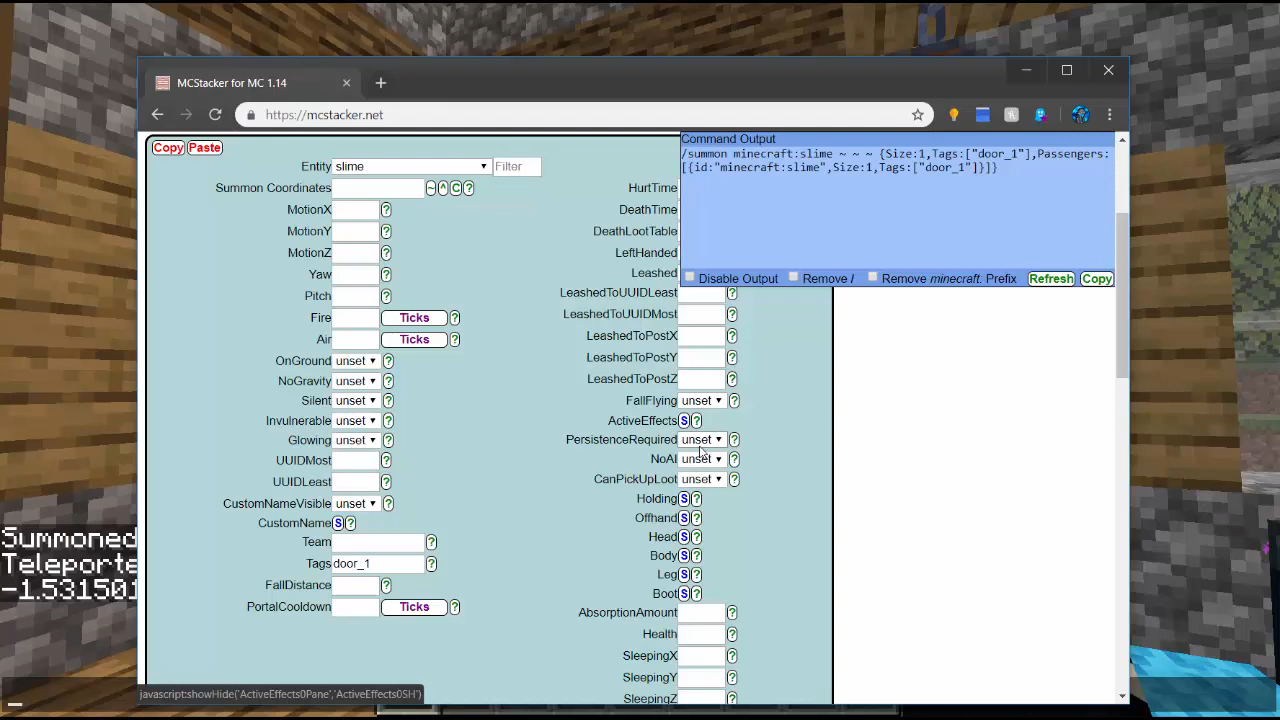 MCStacker for MC 1.14
https://mcstacker.net
Copy Paste
Command Output
/summon minecraft:slime ~ ~ ~ {Size:1,Tags:["door_1"],Passengers:
[{id:"minecraft:slime",Size:1,Tags:["door_1"]}]}
Disable Output Remove / Remove minecraft. Prefix Refresh Copy
Entity slime Filter
Summon Coordinates ~ ^ C ?
MotionX ?
MotionY ?
MotionZ ?
Yaw ?
Pitch ?
Fire Ticks ?
Air Ticks ?
OnGround unset ?
NoGravity unset ?
Silent unset ?
Invulnerable unset ?
Glowing unset ?
UUIDMost ?
UUIDLeast ?
CustomNameVisible unset ?
CustomName S ?
Team ?
Tags door_1 ?
FallDistance ?
PortalCooldown Ticks ?
HurtTime
DeathTime
DeathLootTable
LeftHanded
Leashed
LeashedToUUIDLeast ?
LeashedToUUIDMost ?
LeashedToPostX ?
LeashedToPostY ?
LeashedToPostZ ?
FallFlying unset ?
ActiveEffects S ?
PersistenceRequired unset ?
NoAI unset ?
CanPickUpLoot unset ?
Holding S ?
Offhand S ?
Head S ?
Body S ?
Leg S ?
Boot S ?
AbsorptionAmount ?
Health ?
SleepingX ?
SleepingY ?
SleepingZ ?
javascript:showHide('ActiveEffects0Pane','ActiveEffects0SH')
Summoned
Teleporte
-1.531501